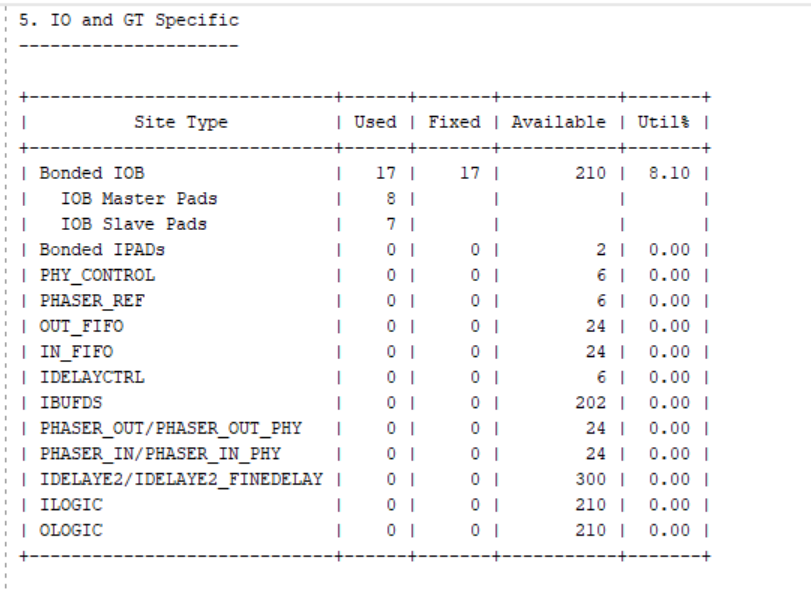 5. IO and GT Specific
---------------------
+-----------------------------+------+-------+-----------+-------+
|          Site Type          | Used | Fixed | Available | Util% |
+-----------------------------+------+-------+-----------+-------+
| Bonded IOB                  |   17 |    17 |       210 |  8.10 |
|   IOB Master Pads           |    8 |       |           |       |
|   IOB Slave Pads            |    7 |       |           |       |
| Bonded IPADs                |    0 |     0 |         2 |  0.00 |
| PHY_CONTROL                 |    0 |     0 |         6 |  0.00 |
| PHASER_REF                  |    0 |     0 |         6 |  0.00 |
| OUT_FIFO                    |    0 |     0 |        24 |  0.00 |
| IN_FIFO                     |    0 |     0 |        24 |  0.00 |
| IDELAYCTRL                  |    0 |     0 |         6 |  0.00 |
| IBUFDS                      |    0 |     0 |       202 |  0.00 |
| PHASER_OUT/PHASER_OUT_PHY   |    0 |     0 |        24 |  0.00 |
| PHASER_IN/PHASER_IN_PHY     |    0 |     0 |        24 |  0.00 |
| IDELAYE2/IDELAYE2_FINEDELAY |    0 |     0 |       300 |  0.00 |
| ILOGIC                      |    0 |     0 |       210 |  0.00 |
| OLOGIC                      |    0 |     0 |       210 |  0.00 |
+-----------------------------+------+-------+-----------+-------+